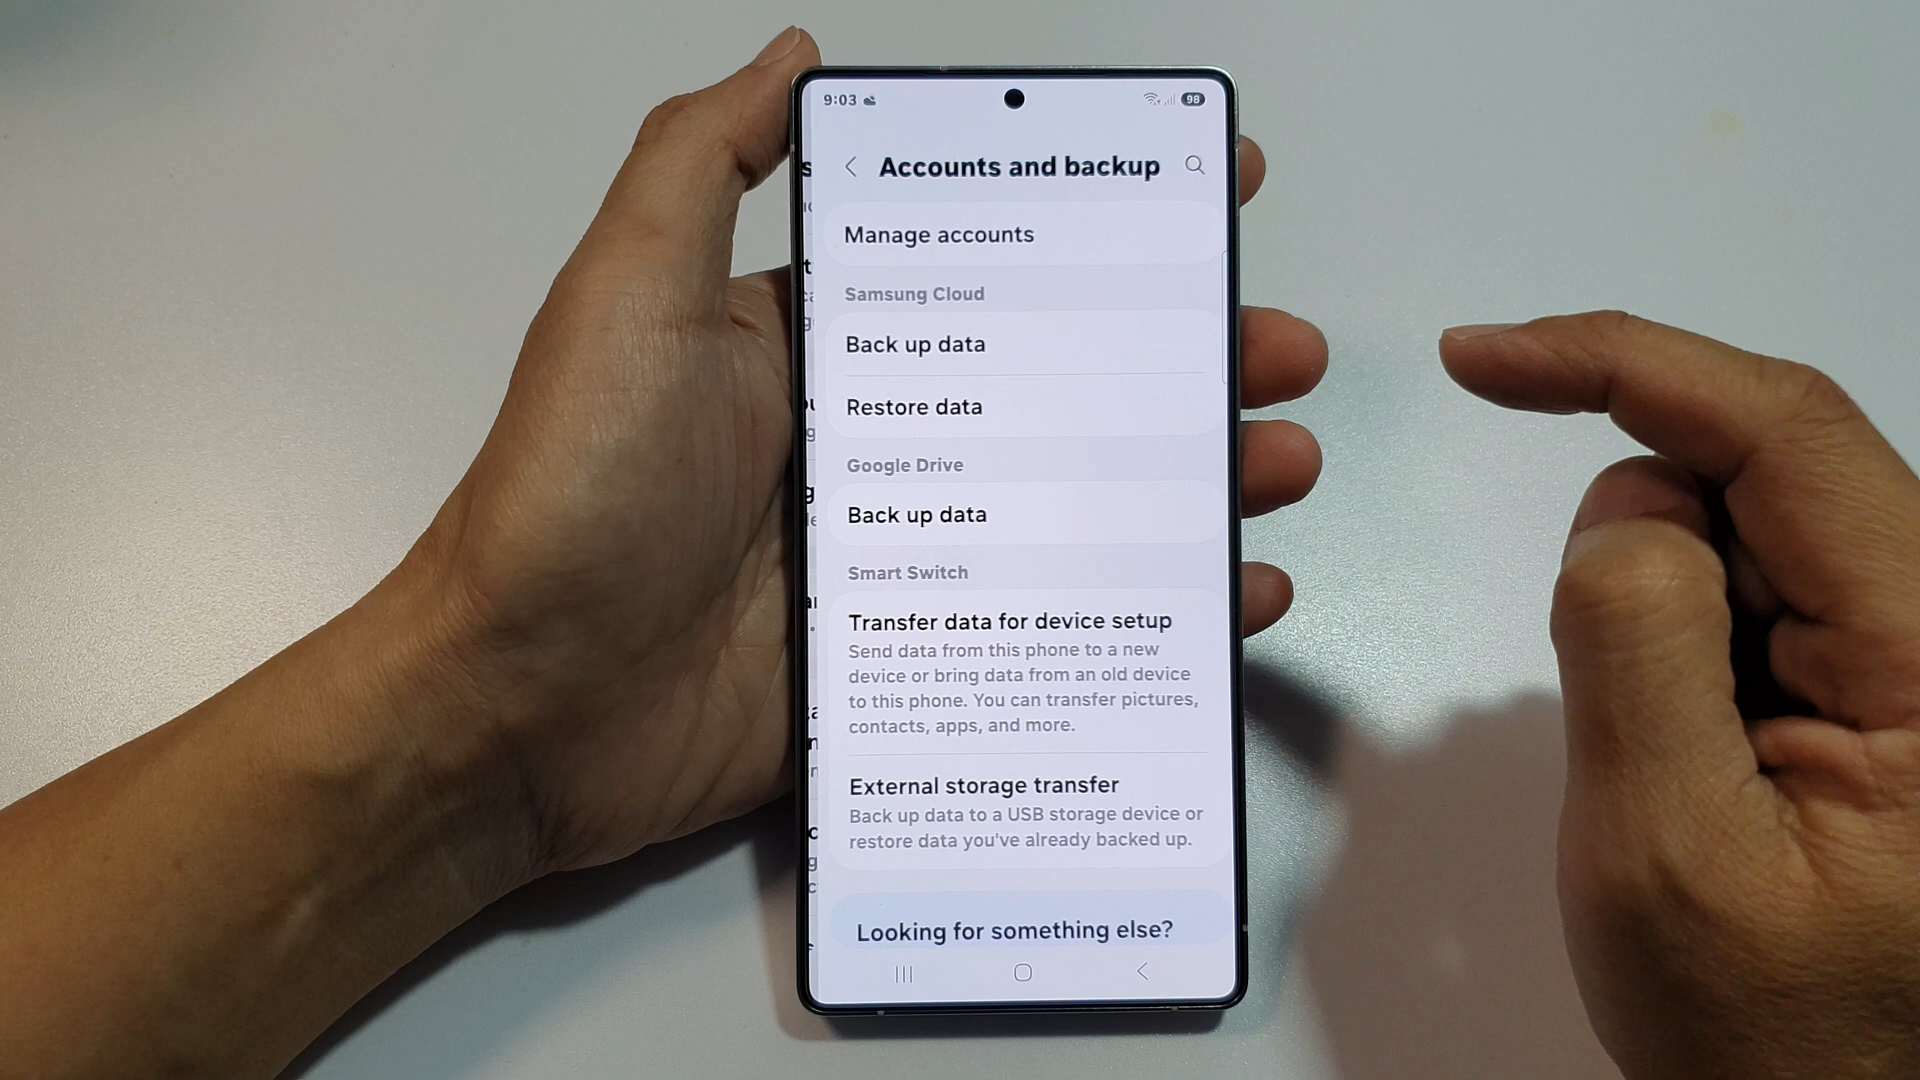 9:03
98
Accounts and backup
Manage accounts
Samsung Cloud
Back up data
Restore data
Google Drive
Back up data
Smart Switch
Transfer data for device setup
Send data from this phone to a new
device or bring data from an old device
to this phone. You can transfer pictures,
contacts, apps, and more.
External storage transfer
Back up data to a USB storage device or
restore data you've already backed up.
Looking for something else?